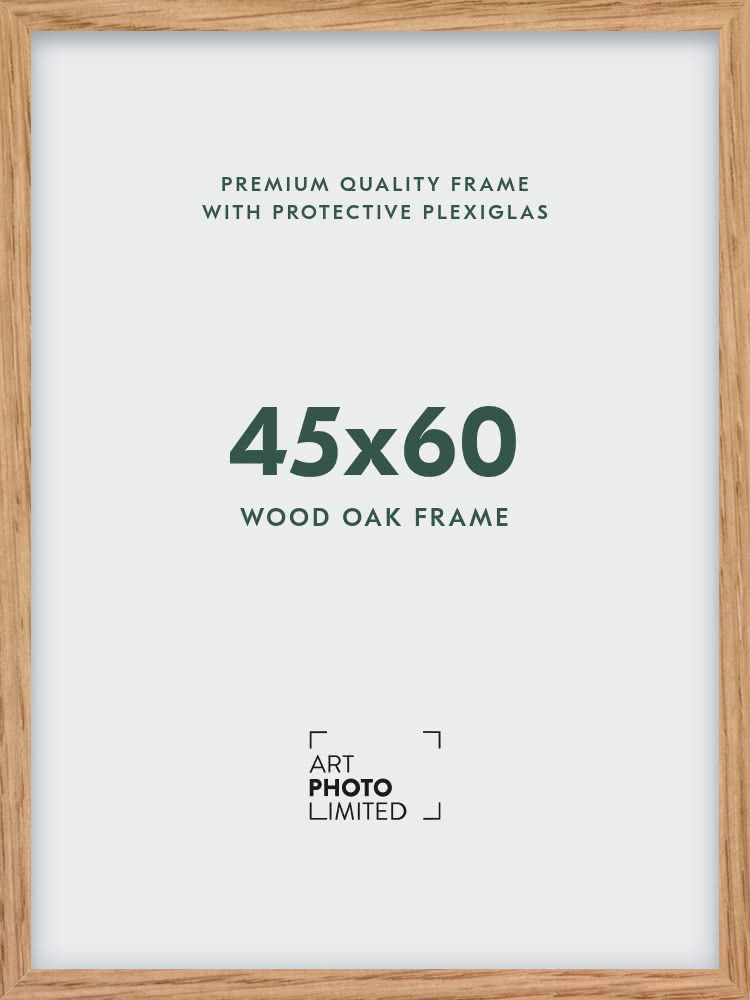 PREMIUM QUALITY FRAME
WITH PROTECTIVE PLEXIGLAS
45x60
WOOD OAK FRAME
ART
PHOTO
LIMITED